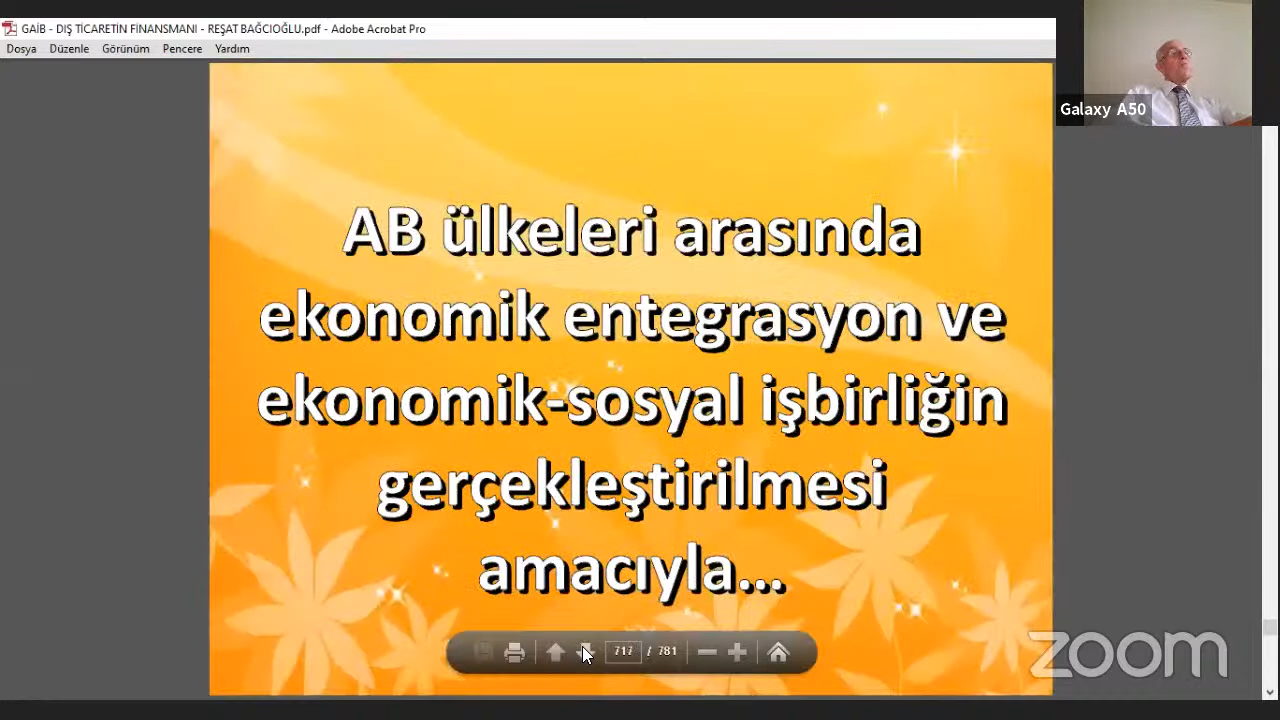 GAİB - DIŞ TİCARETİN FİNANSMANI - REŞAT BAĞCIOĞLU.pdf - Adobe Acrobat Pro
Dosya Düzenle Görünüm Pencere Yardım
Galaxy A50
AB ülkeleri arasında
ekonomik entegrasyon ve
ekonomik-sosyal işbirliğin
gerçekleştirilmesi
amacıyla...
717 / 781
zoom